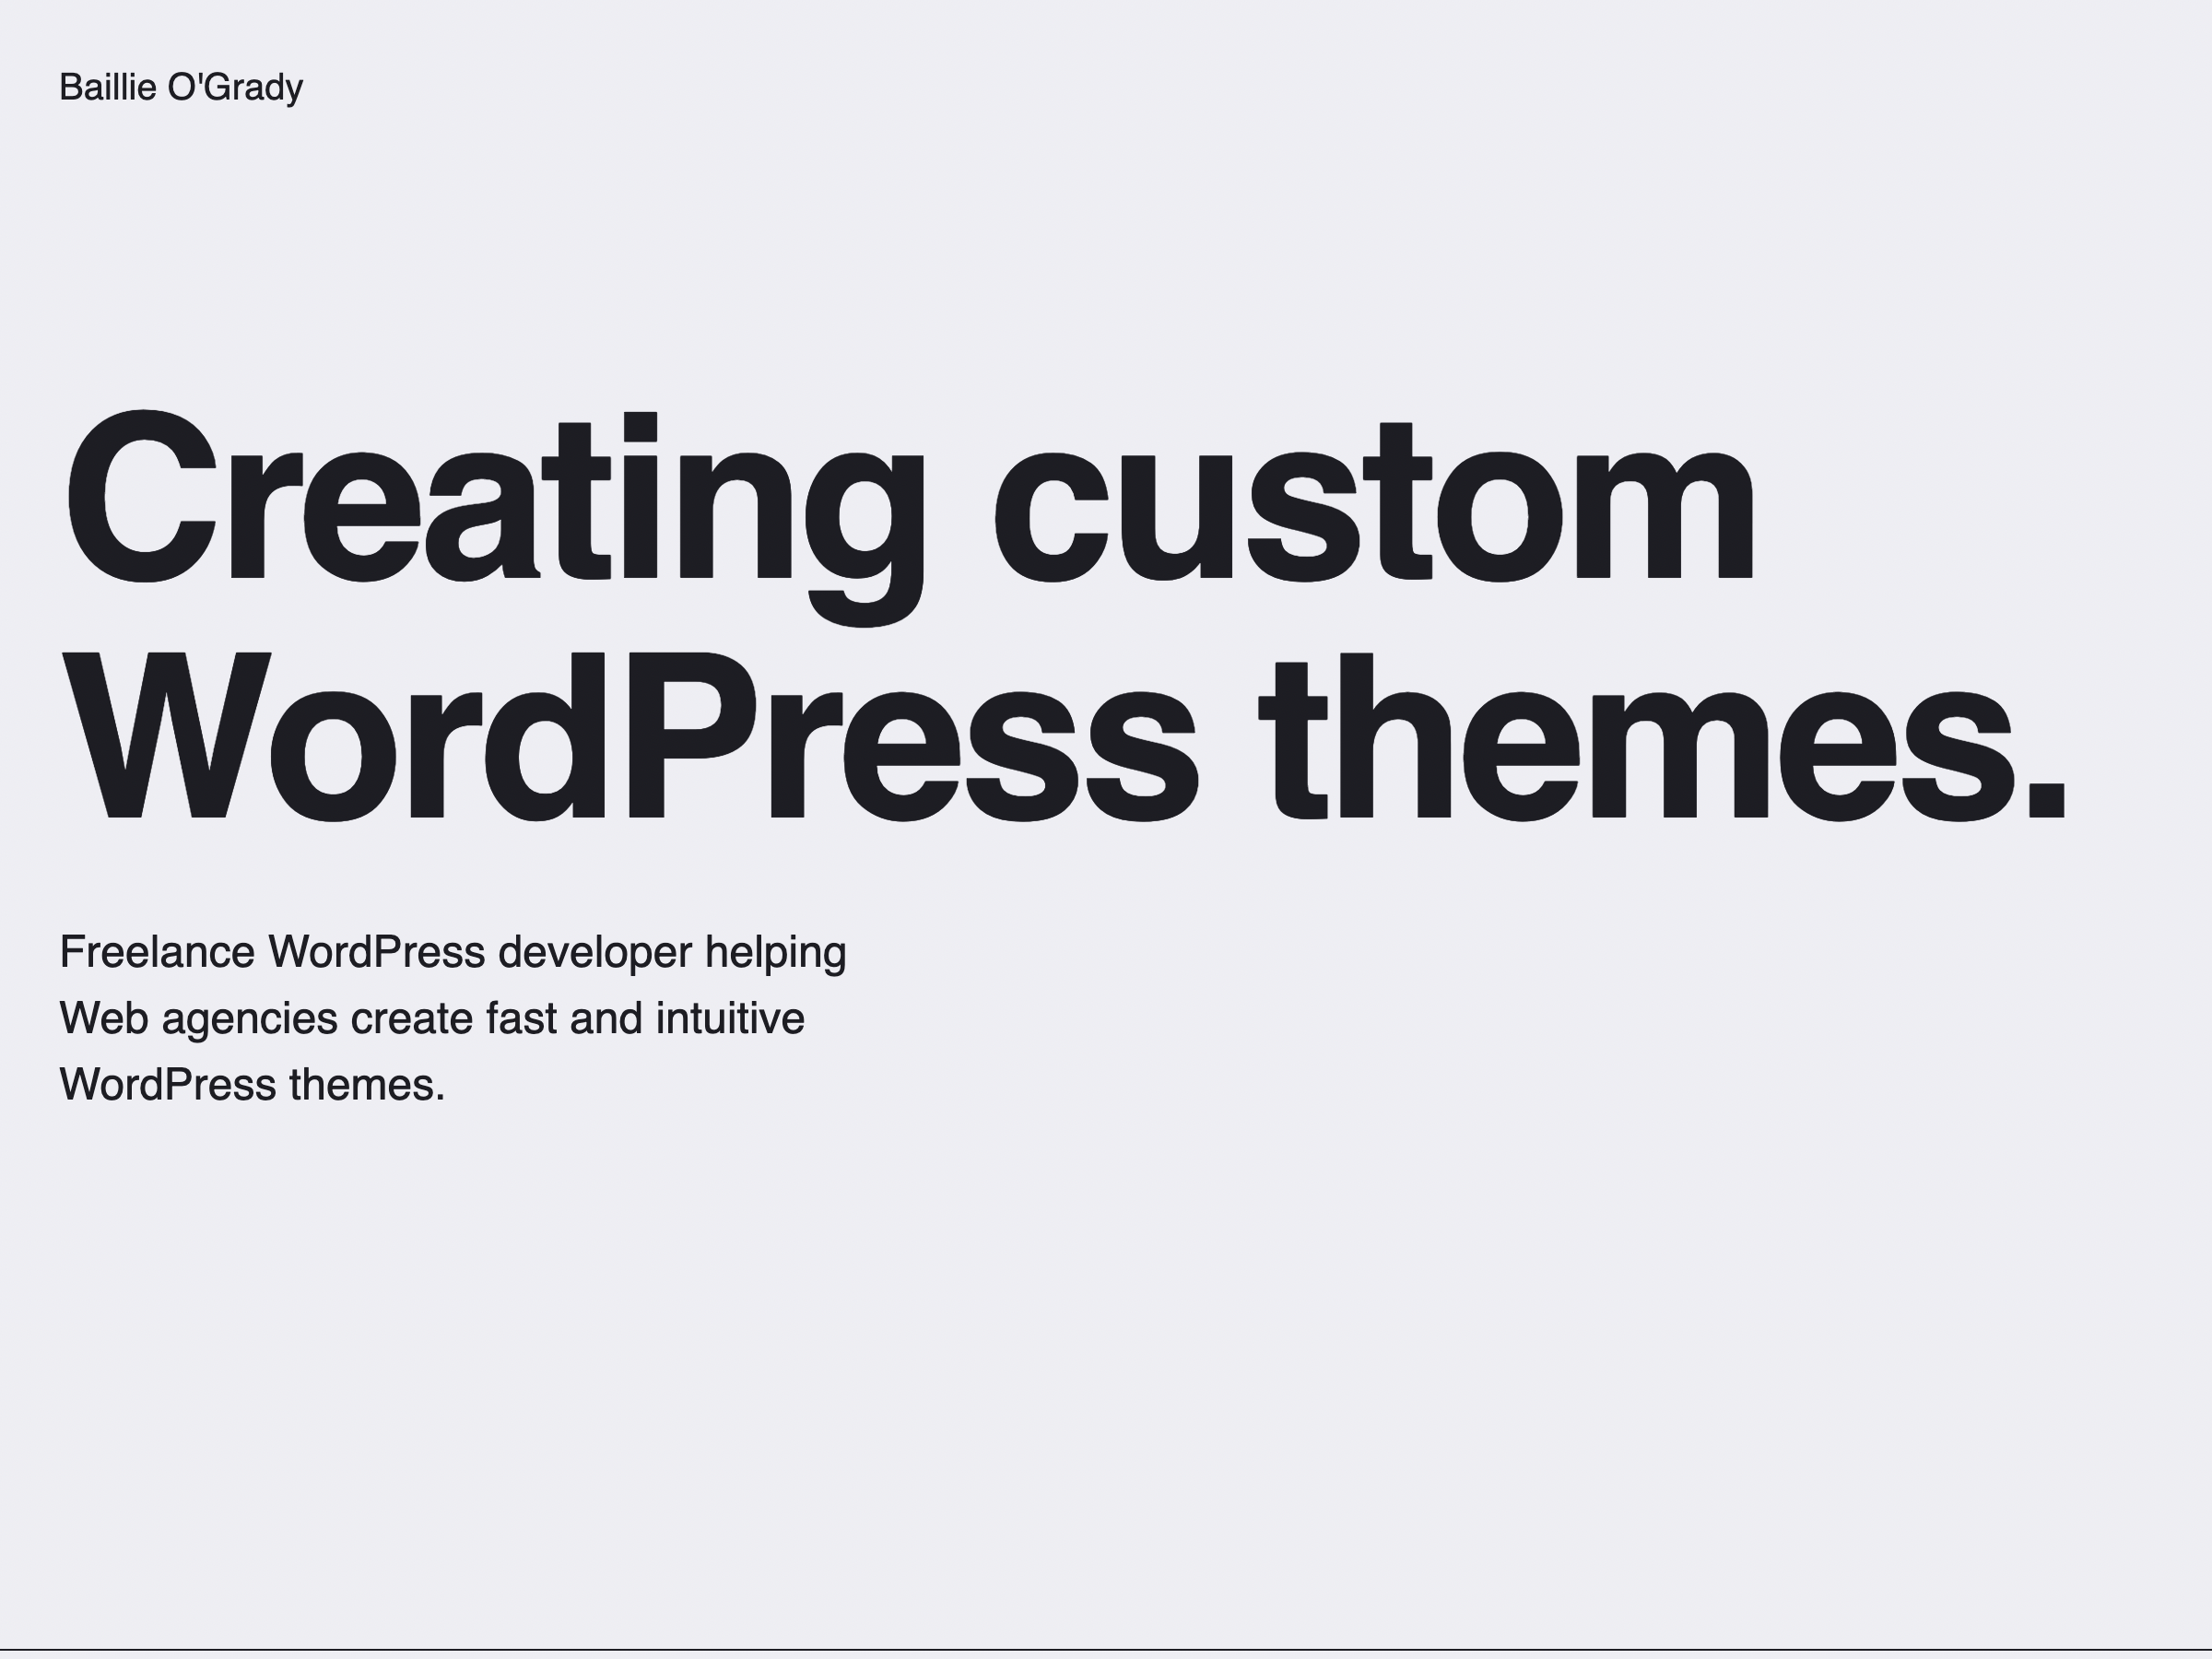 Baillie O'Grady
Creating custom
WordPress themes.
Freelance WordPress developer helping
Web agencies create fast and intuitive
WordPress themes.